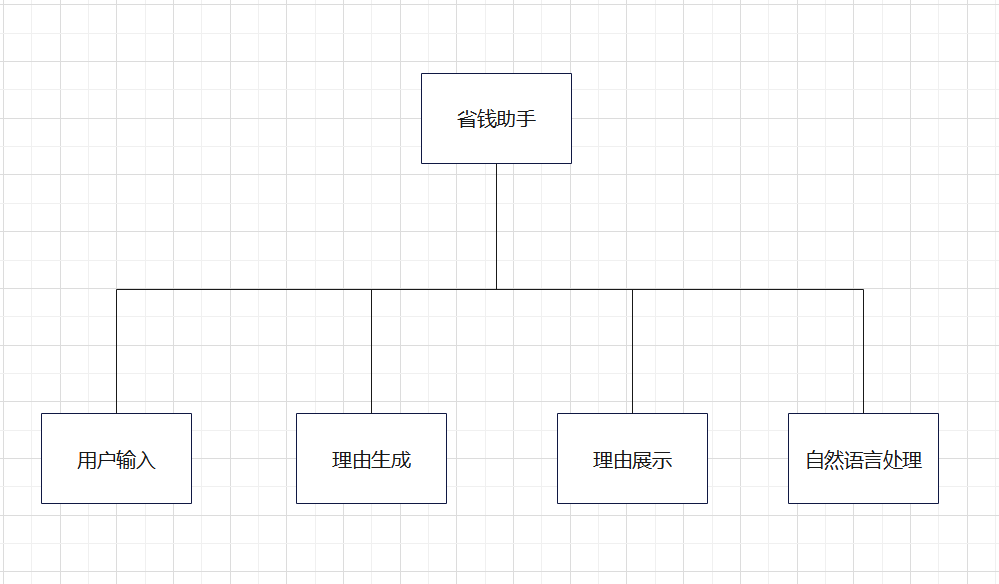 省钱助手
用户输入
理由生成
理由展示
自然语言处理